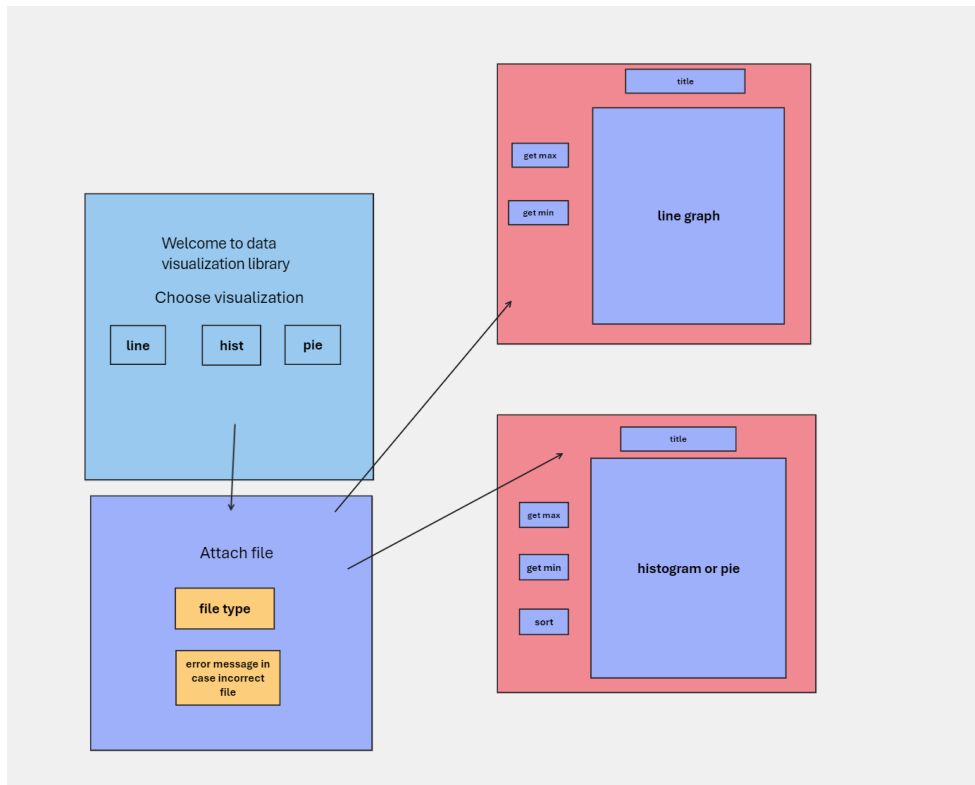 Welcome to data
visualization library
Choose visualization
line
hist
pie
Attach file
file type
error message in
case incorrect
file
title
get max
get min
line graph
title
get max
get min
sort
histogram or pie